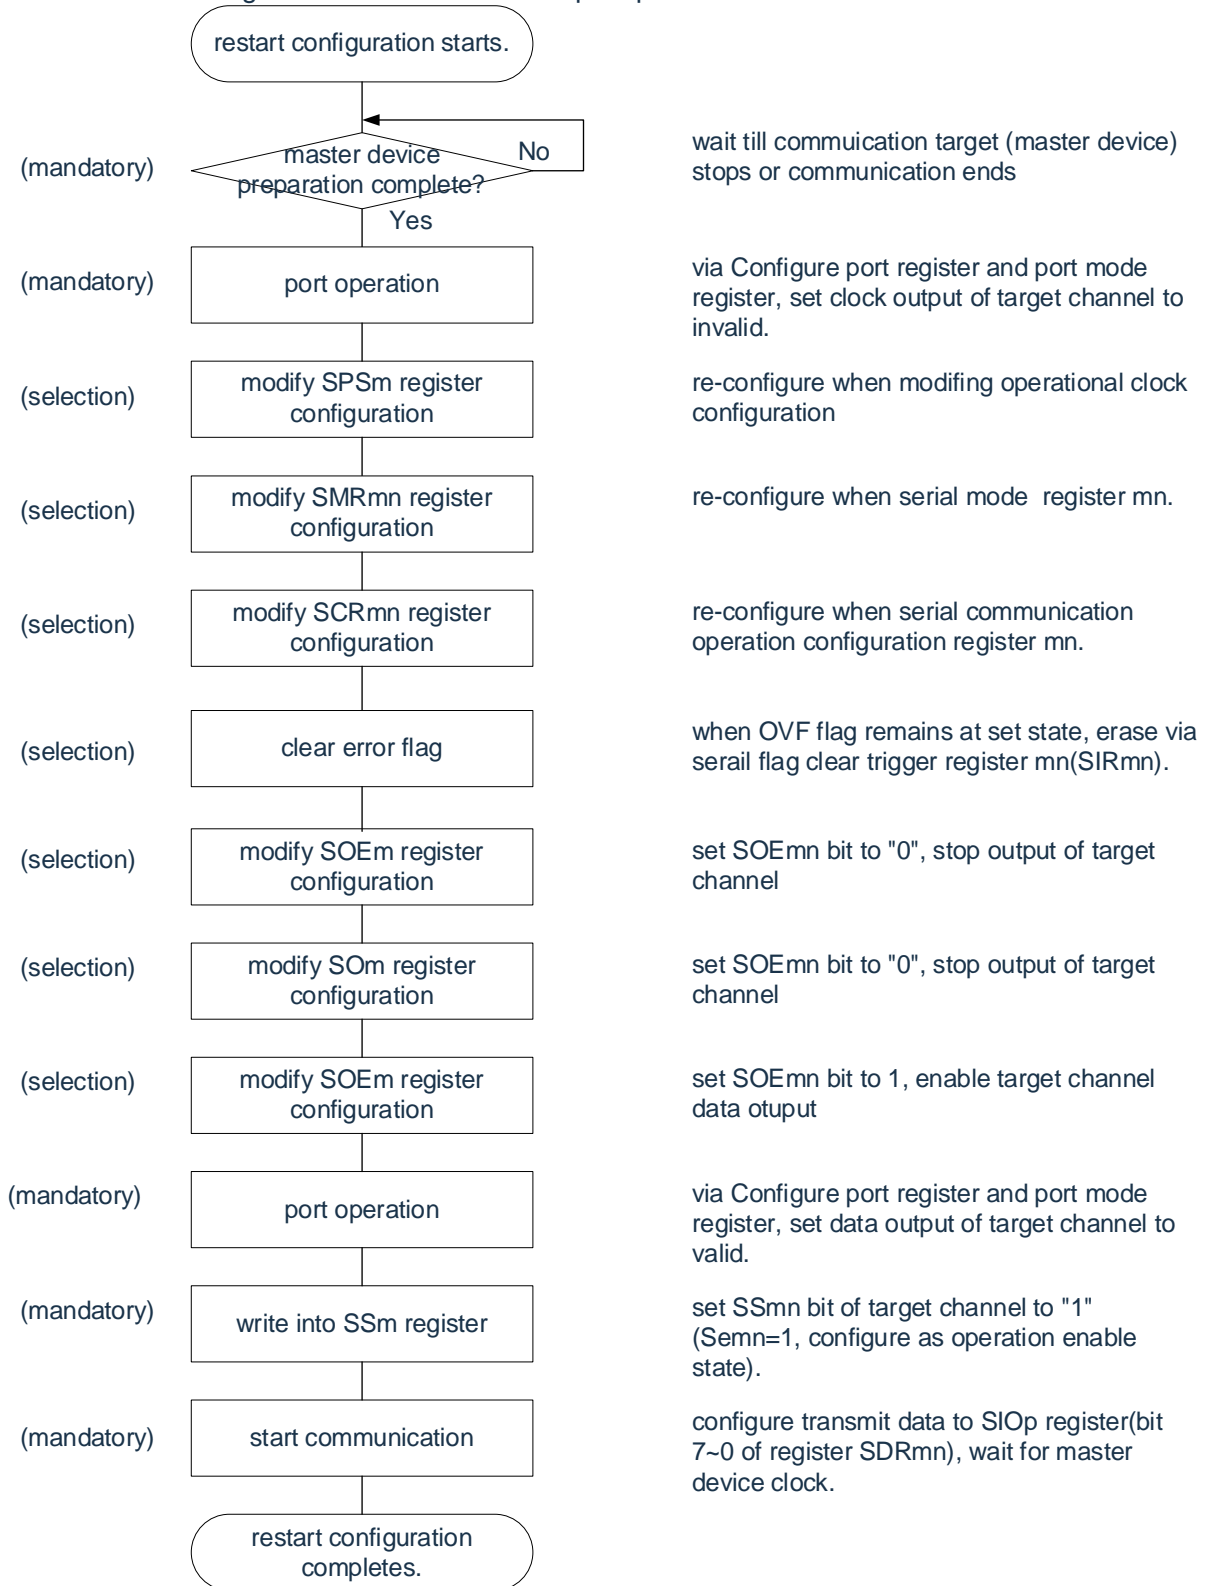 restart configuration starts.
No
(mandatory)
master device
preparation complete?
wait till commuication target (master device)
stops or communication ends
Yes
(mandatory)
port operation
via Configure port register and port mode
register, set clock output of target channel to
invalid.
(selection)
modify SPSm register
configuration
re-configure when modifing operational clock
configuration
(selection)
modify SMRmn register
configuration
re-configure when serial mode  register mn.
(selection)
modify SCRmn register
configuration
re-configure when serial communication
operation configuration register mn.
(selection)
clear error flag
when OVF flag remains at set state, erase via
serail flag clear trigger register mn(SIRmn).
(selection)
modify SOEm register
configuration
set SOEmn bit to "0", stop output of target
channel
(selection)
modify SOm register
configuration
set SOEmn bit to "0", stop output of target
channel
(selection)
modify SOEm register
configuration
set SOEmn bit to 1, enable target channel
data otuput
(mandatory)
port operation
via Configure port register and port mode
register, set data output of target channel to
valid.
(mandatory)
write into SSm register
set SSmn bit of target channel to "1"
(Semn=1, configure as operation enable
state).
(mandatory)
start communication
configure transmit data to SIOp register(bit
7~0 of register SDRmn), wait for master
device clock.
restart configuration
completes.